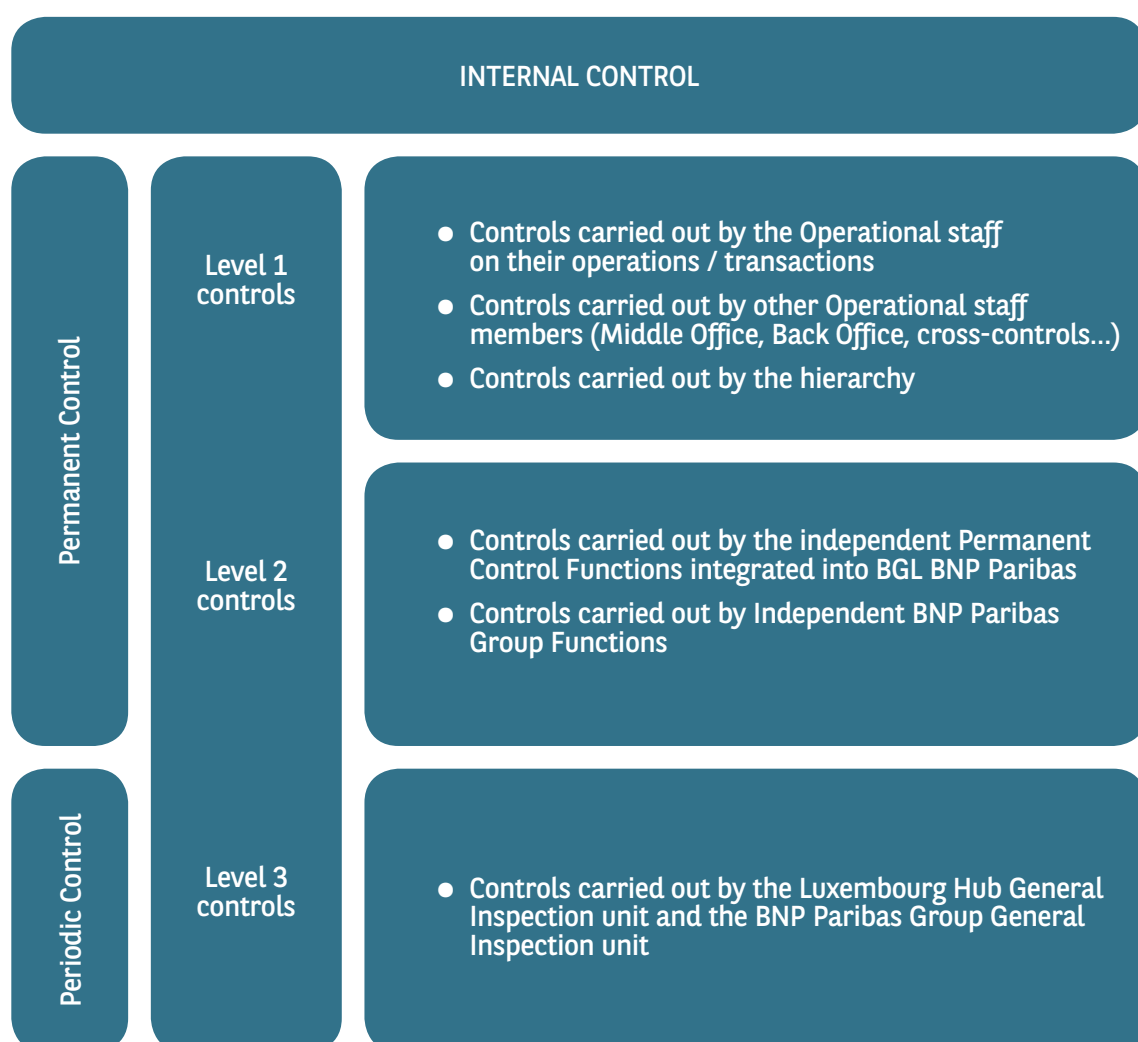 INTERNAL CONTROL
Permanent Control
Level 1
controls
● Controls carried out by the Operational staff
on their operations / transactions
● Controls carried out by other Operational staff
members (Middle Office, Back Office, cross-controls...)
● Controls carried out by the hierarchy
Level 2
controls
● Controls carried out by the independent Permanent
Control Functions integrated into BGL BNP Paribas
● Controls carried out by Independent BNP Paribas
Group Functions
Periodic Control
Level 3
controls
● Controls carried out by the Luxembourg Hub General
Inspection unit and the BNP Paribas Group General
Inspection unit